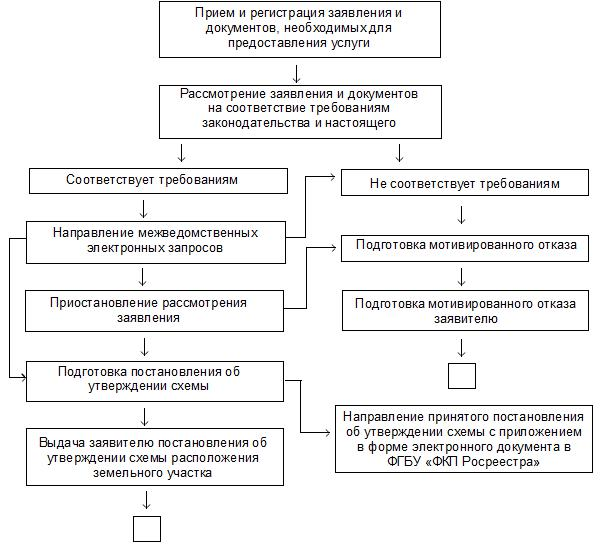 Прием и регистрация заявления и
документов, необходимых для
предоставления услуги
Рассмотрение заявления и документов
на соответствие требованиям
законодательства и настоящего
Соответствует требованиям
Не соответствует требованиям
Направление межведомственных
электронных запросов
Подготовка мотивированного отказа
Приостановление рассмотрения
заявления
Подготовка мотивированного отказа
заявителю
Подготовка постановления об
утверждении схемы
Направление принятого постановления
об утверждении схемы с приложением
в форме электронного документа в
ФГБУ «ФКП Росреестра»
Выдача заявителю постановления об
утверждении схемы расположения
земельного участка